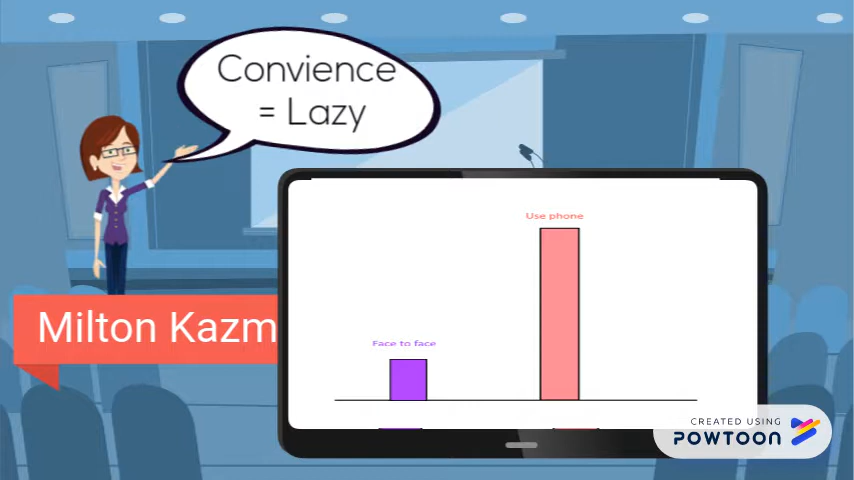 Convience
= Lazy
Use phone
Face to face
Milton Kazm
CREATED USING
POWTOON